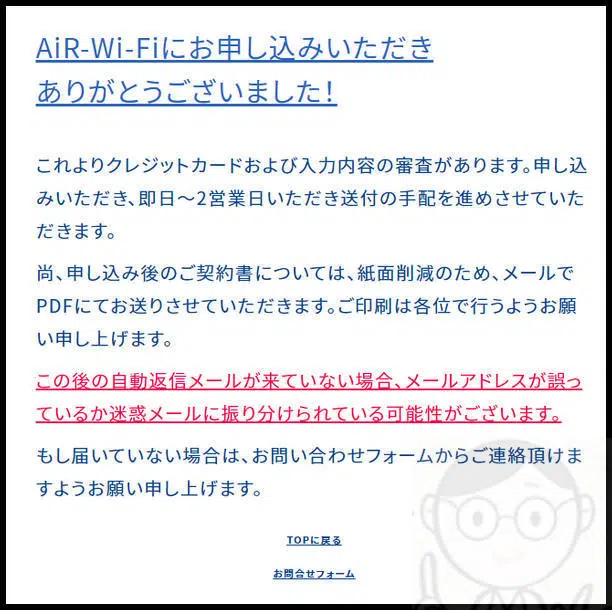 AiR-Wi-Fiにお申し込みいただき
ありがとうございました!
これよりクレジットカードおよび入力内容の審査があります。申し込
みいただき、即日～2営業日いただき送付の手配を進めさせていた
だきます。
尚、申し込み後のご契約書については、紙面削減のため、メールで
PDFにてお送りさせていただきます。ご印刷は各位で行うようお願
い申し上げます。
この後の自動返信メールが来ていない場合、メールアドレスが誤っ
ているか迷惑メールに振り分けられている可能性がございます。
もし届いていない場合は、お問い合わせフォームからご連絡頂けま
すようお願い申し上げます。
TOPに戻る
お問合せフォーム